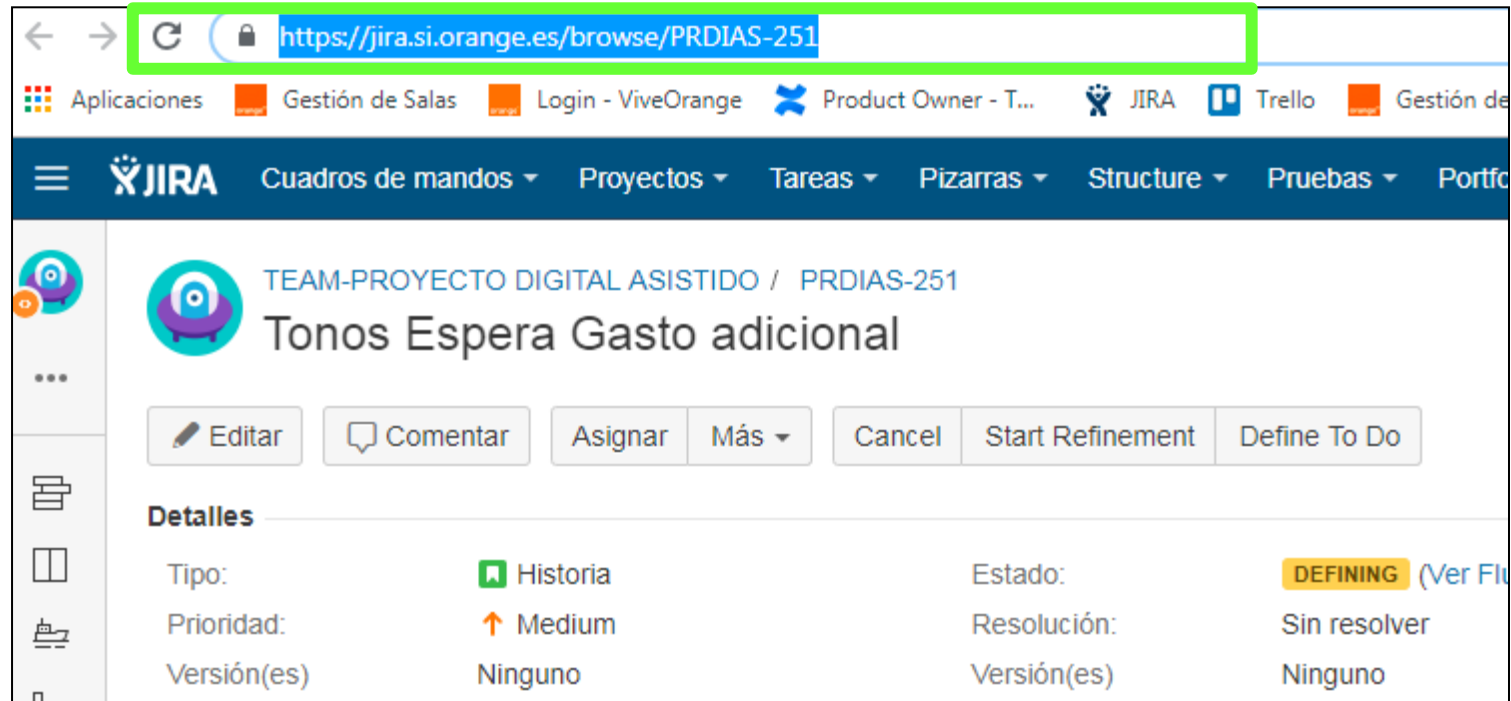 https://jira.si.orange.es/browse/PRDIAS-251
Aplicaciones Gestión de Salas Login - ViveOrange Product Owner - T... JIRA Trello Gestión de
JIRA Cuadros de mandos Proyectos Tareas Pizarras Structure Pruebas Portfo
TEAM-PROYECTO DIGITAL ASISTIDO / PRDIAS-251
Tonos Espera Gasto adicional
Editar Comentar Asignar Más Cancel Start Refinement Define To Do
Detalles
Tipo: Historia Estado: DEFINING (Ver Flu
Prioridad: Medium Resolución: Sin resolver
Versión(es) Ninguno Versión(es) Ninguno